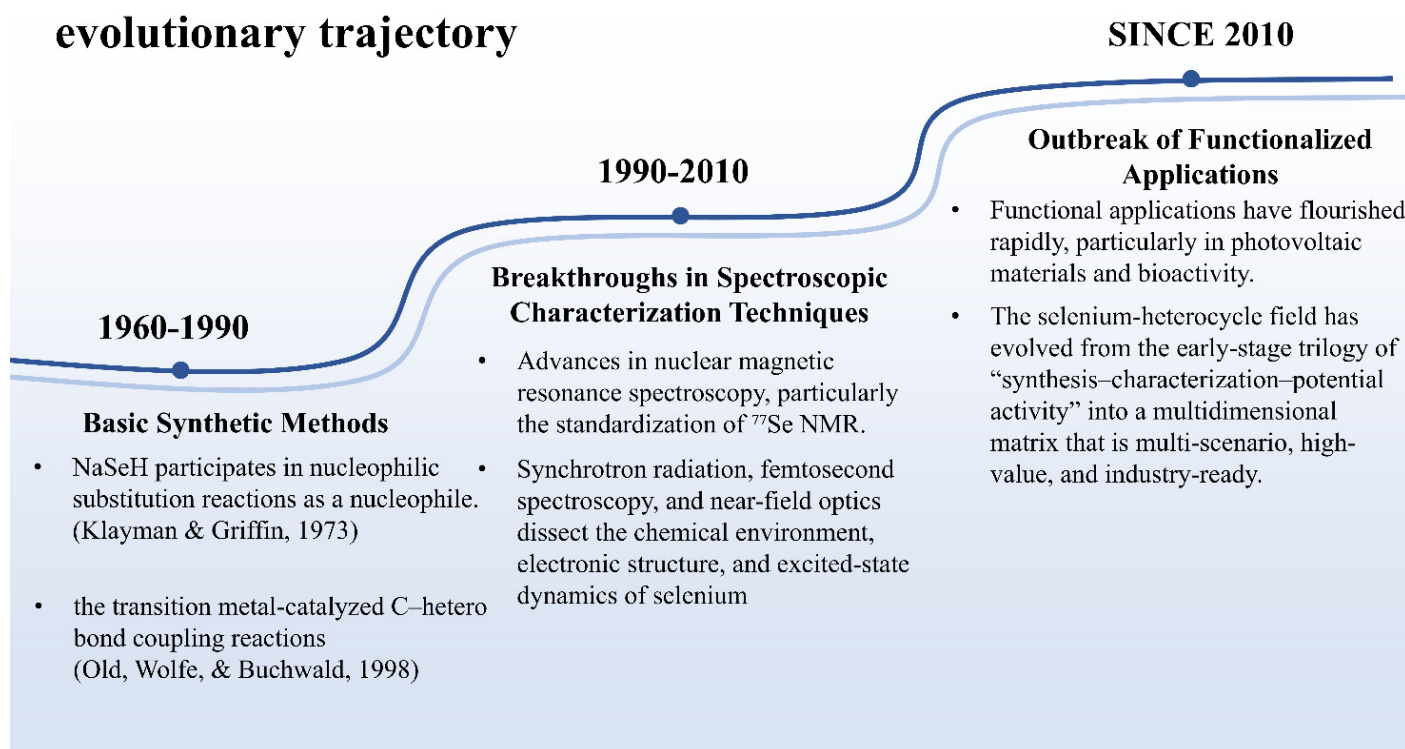 evolutionary trajectory
1960-1990
Basic Synthetic Methods
• NaSeH participates in nucleophilic
substitution reactions as a nucleophile.
(Klayman & Griffin, 1973)
• the transition metal-catalyzed C–hetero
bond coupling reactions
(Old, Wolfe, & Buchwald, 1998)
1990-2010
Breakthroughs in Spectroscopic
Characterization Techniques
• Advances in nuclear magnetic
resonance spectroscopy, particularly
the standardization of ⁷⁷Se NMR.
• Synchrotron radiation, femtosecond
spectroscopy, and near-field optics
dissect the chemical environment,
electronic structure, and excited-state
dynamics of selenium
SINCE 2010
Outbreak of Functionalized
Applications
• Functional applications have flourished
rapidly, particularly in photovoltaic
materials and bioactivity.
• The selenium-heterocycle field has
evolved from the early-stage trilogy of
“synthesis–characterization–potential
activity” into a multidimensional
matrix that is multi-scenario, high-
value, and industry-ready.